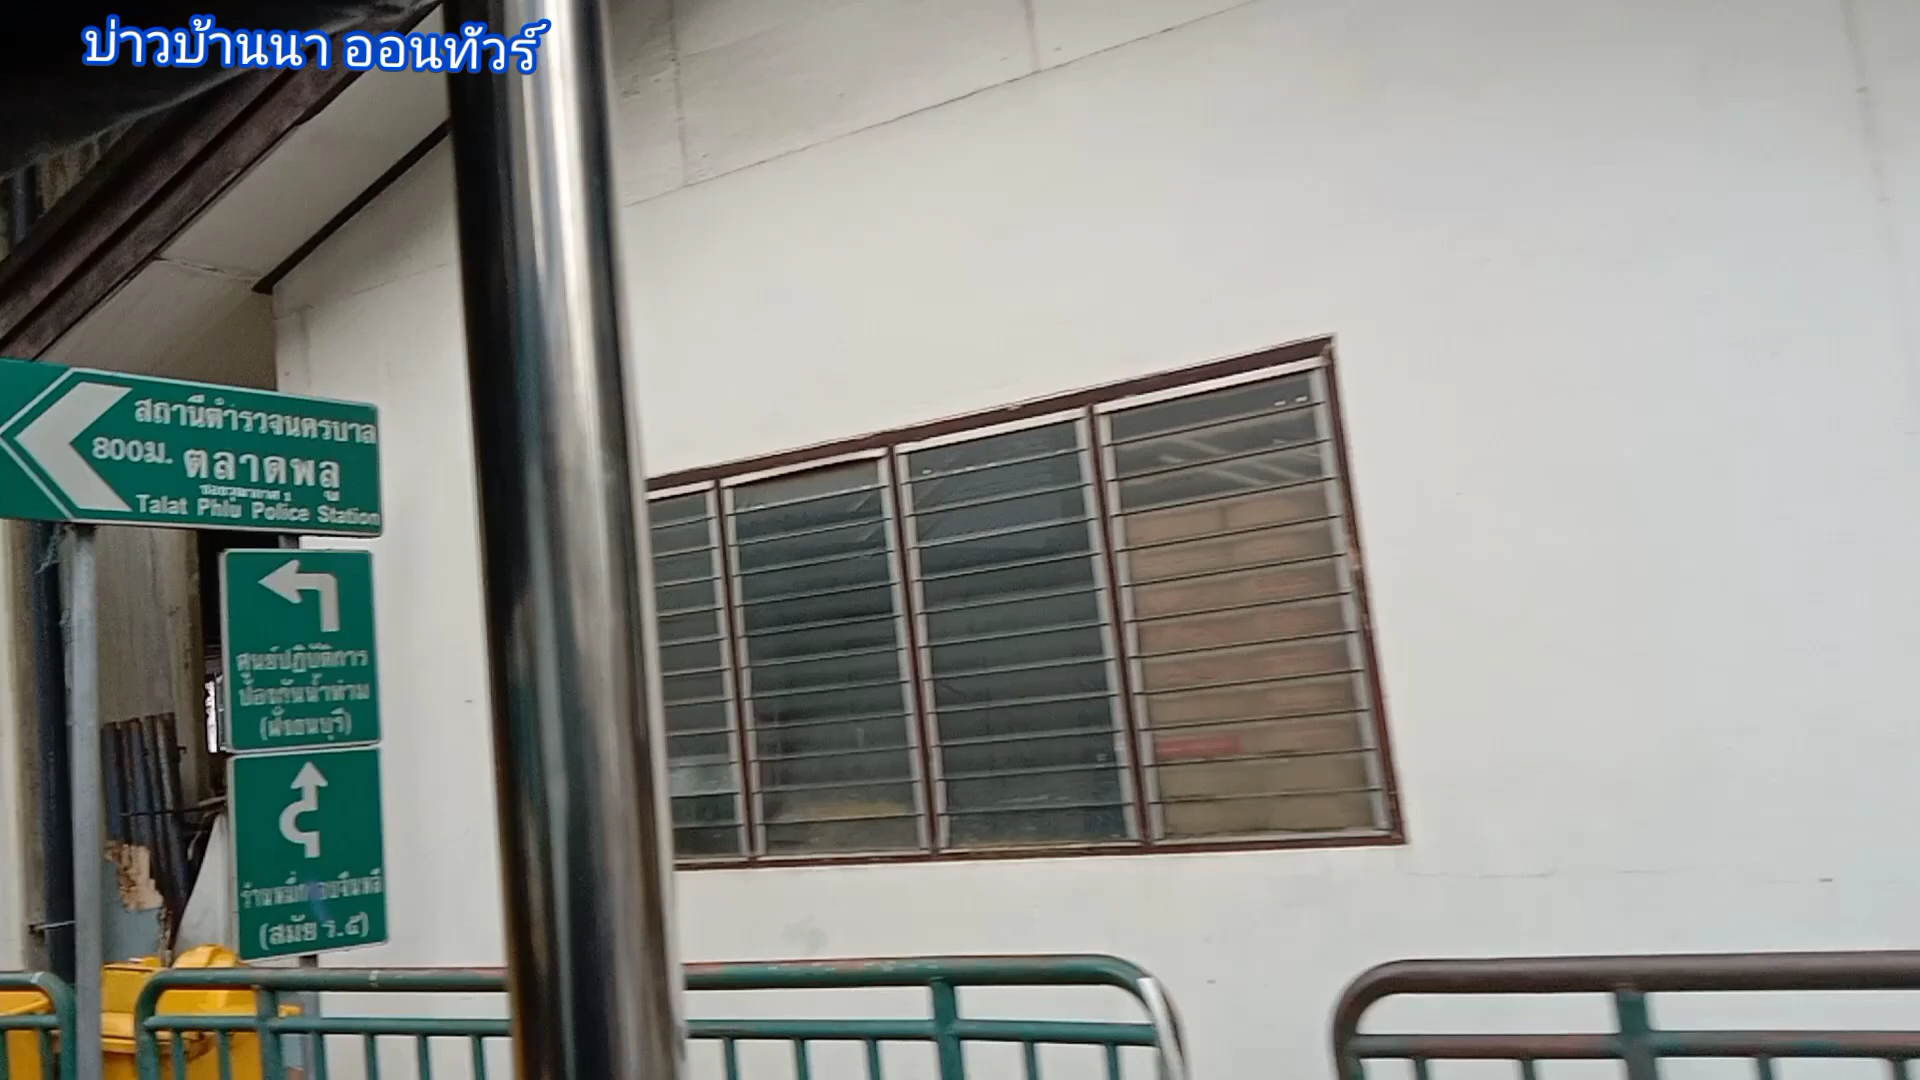 บ่าวบ้านนา ออนทัวร์
สถานีตำรวจนครบาล
800ม. ตลาดพลู
Talat Phlu Police Station
ศูนย์ปฏิบัติการ
ป้องกันน้ำท่วม
(ฝั่งธนบุรี)
(สมัย ร.๕)